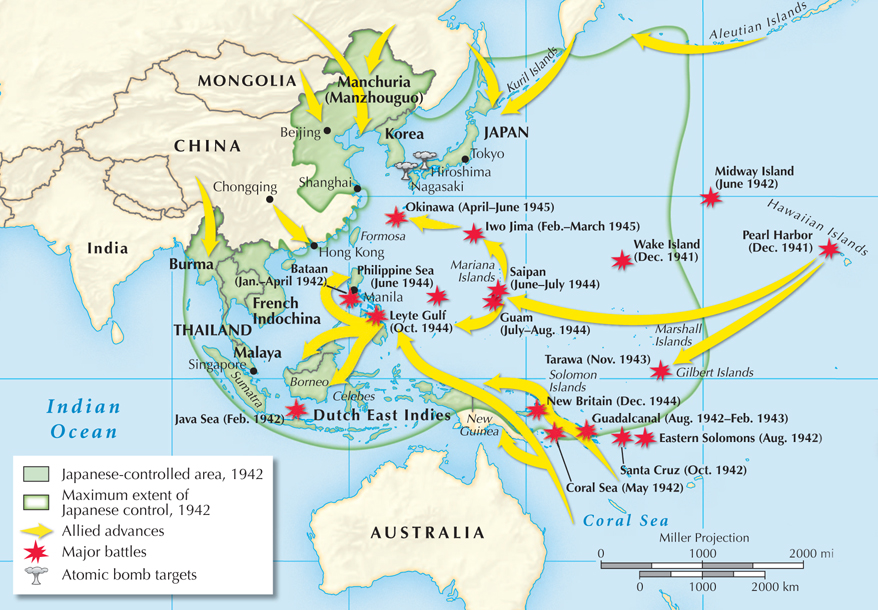 Aleutian Islands
MONGOLIA
Manchuria
(Manzhouguo)
Kuril Islands
Beijing
Korea
JAPAN
CHINA
Tokyo
Hiroshima
Nagasaki
Midway Island
(June 1942)
Chongqing
Shanghai
Hawaiian Islands
Okinawa (April–June 1945)
Iwo Jima (Feb.–March 1945)
Pearl Harbor
(Dec. 1941)
Formosa
Wake Island
(Dec. 1941)
India
Hong Kong
Burma
Bataan
(Jan.–April 1942)
Philippine Sea
(June 1944)
Mariana
Islands
Saipan
(June–July 1944)
Manila
French
Indochina
Leyte Gulf
(Oct. 1944)
Guam
(July–Aug. 1944)
Marshall
Islands
THAILAND
Malaya
Singapore
Tarawa (Nov. 1943)
Gilbert Islands
Solomon
Islands
Sumatra
Borneo
Celebes
New Britain (Dec. 1944)
Indian
Ocean
Java Sea (Feb. 1942)
Dutch East Indies
New
Guinea
Guadalcanal (Aug. 1942–Feb. 1943)
Eastern Solomons (Aug. 1942)
Santa Cruz (Oct. 1942)
Coral Sea (May 1942)
Coral Sea
AUSTRALIA
Japanese-controlled area, 1942
Maximum extent of
Japanese control, 1942
Allied advances
Major battles
Atomic bomb targets
Miller Projection
0 1000 2000 mi
0 1000 2000 km